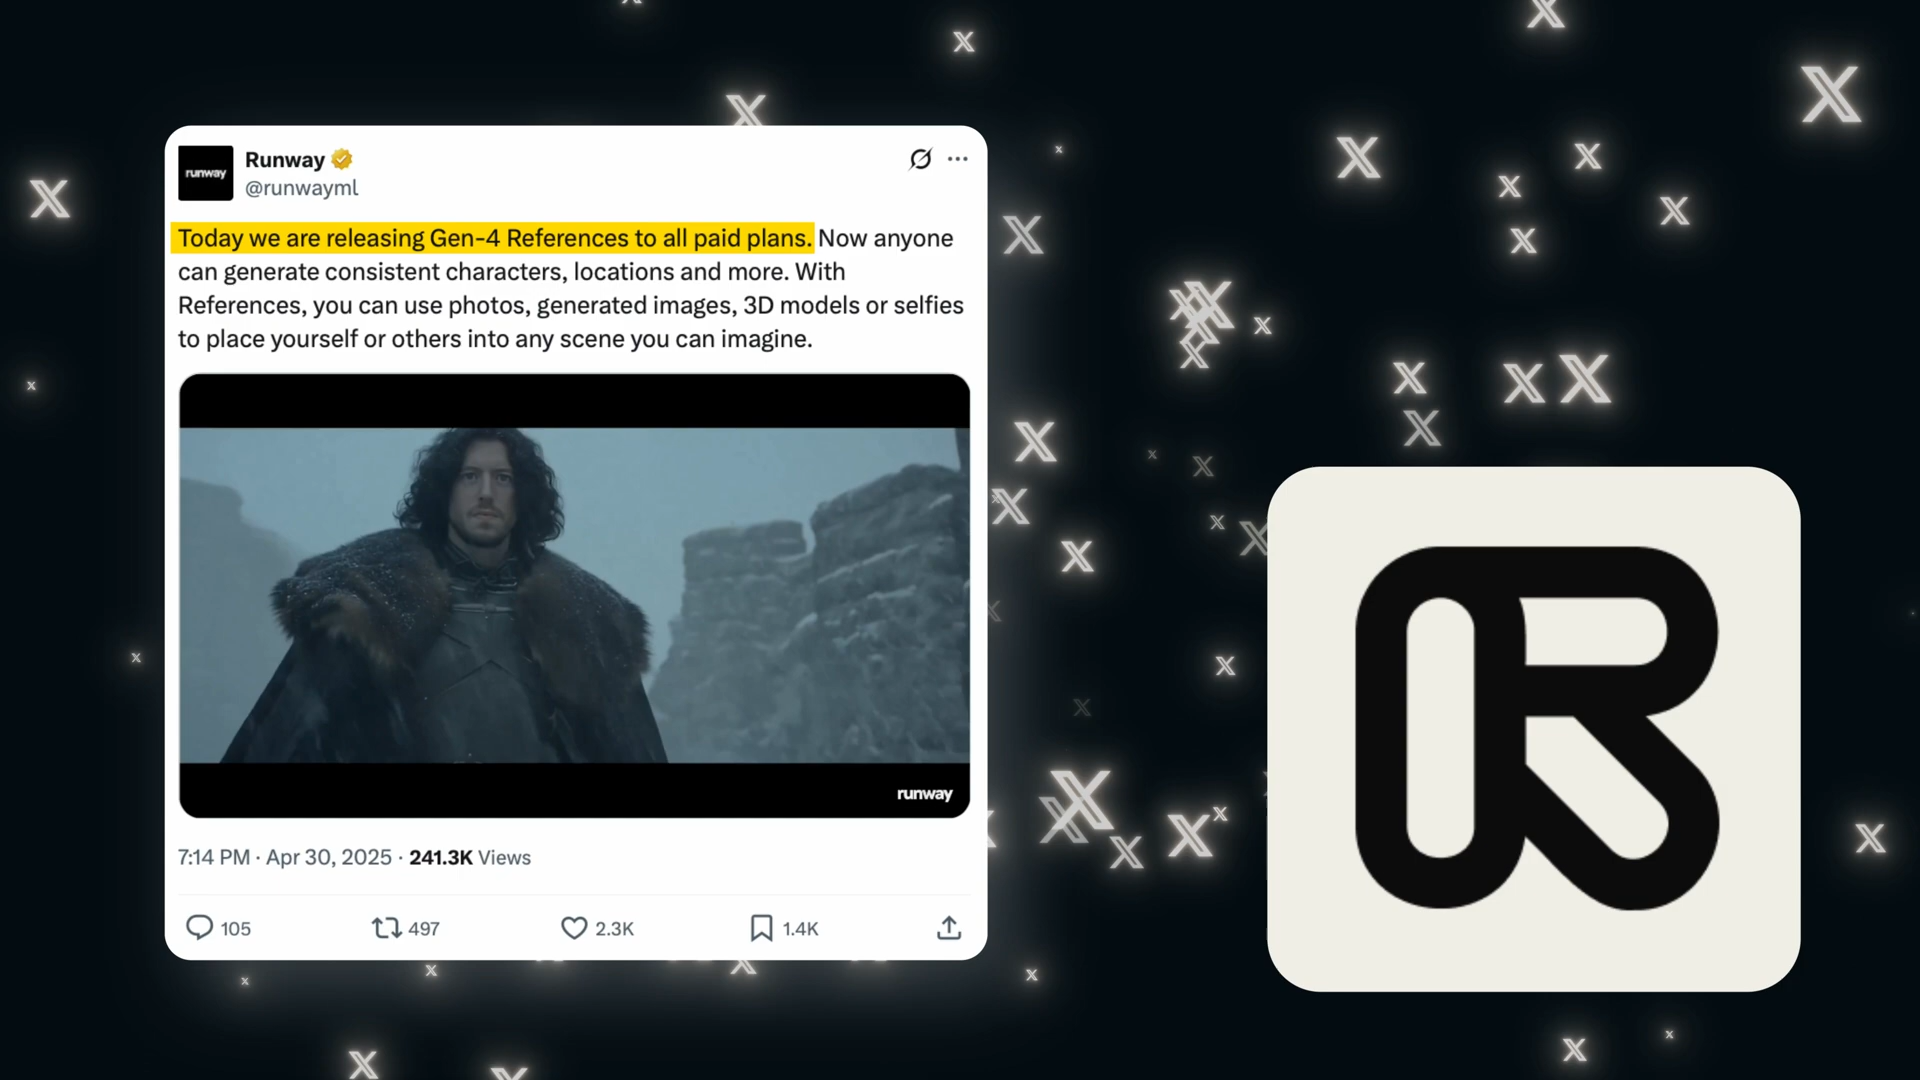 runway
Runway
@runwayml
Today we are releasing Gen-4 References to all paid plans. Now anyone
can generate consistent characters, locations and more. With
References, you can use photos, generated images, 3D models or selfies
to place yourself or others into any scene you can imagine.
runway
7:14 PM · Apr 30, 2025 · 241.3K Views
105 497 2.3K 1.4K